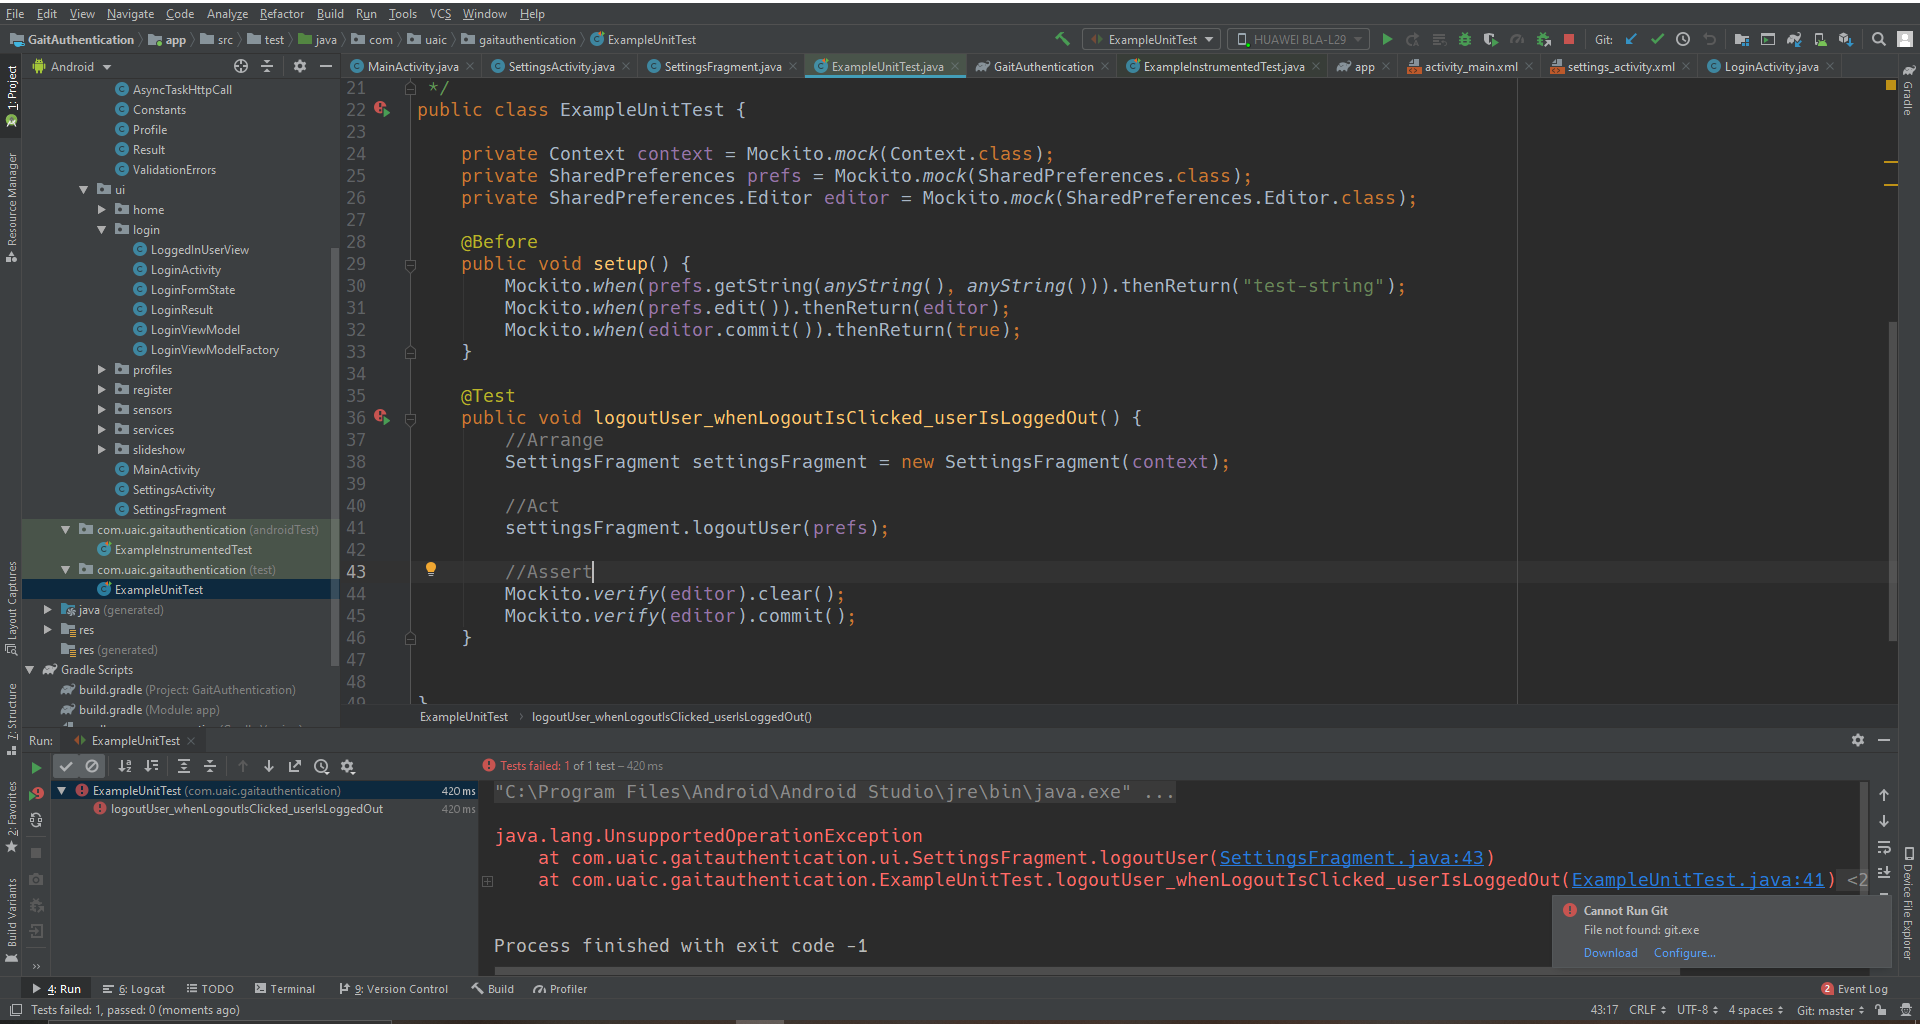 File Edit View Navigate Code Analyze Refactor Build Run Tools VCS Window Help
GaitAuthentication app src test java com uaic gaitauthentication ExampleUnitTest
ExampleUnitTest HUAWEI BLA-L29 Git:
Android
MainActivity.java SettingsActivity.java SettingsFragment.java ExampleUnitTest.java GaitAuthentication ExampleInstrumentedTest.java app activity_main.xml settings_activity.xml LoginActivity.java
1: Project
Resource Manager
Layout Captures
7: Structure
2: Favorites
Build Variants
AsyncTaskHttpCall
Constants
Profile
Result
ValidationErrors
ui
home
login
LoggedInUserView
LoginActivity
LoginFormState
LoginResult
LoginViewModel
LoginViewModelFactory
profiles
register
sensors
services
slideshow
MainActivity
SettingsActivity
SettingsFragment
com.uaic.gaitauthentication (androidTest)
ExampleInstrumentedTest
com.uaic.gaitauthentication (test)
ExampleUnitTest
java (generated)
res
res (generated)
Gradle Scripts
build.gradle (Project: GaitAuthentication)
build.gradle (Module: app)
21 */
22 public class ExampleUnitTest {
23
24 private Context context = Mockito.mock(Context.class);
25 private SharedPreferences prefs = Mockito.mock(SharedPreferences.class);
26 private SharedPreferences.Editor editor = Mockito.mock(SharedPreferences.Editor.class);
27
28 @Before
29 public void setup() {
30 Mockito.when(prefs.getString(anyString(), anyString())).thenReturn("test-string");
31 Mockito.when(prefs.edit()).thenReturn(editor);
32 Mockito.when(editor.commit()).thenReturn(true);
33 }
34
35 @Test
36 public void logoutUser_whenLogoutIsClicked_userIsLoggedOut() {
37 //Arrange
38 SettingsFragment settingsFragment = new SettingsFragment(context);
39
40 //Act
41 settingsFragment.logoutUser(prefs);
42
43 //Assert
44 Mockito.verify(editor).clear();
45 Mockito.verify(editor).commit();
46 }
47
48
49 }
ExampleUnitTest logoutUser_whenLogoutIsClicked_userIsLoggedOut()
Gradle
Device File Explorer
Run: ExampleUnitTest
Tests failed: 1 of 1 test – 420 ms
ExampleUnitTest (com.uaic.gaitauthentication) 420 ms
logoutUser_whenLogoutIsClicked_userIsLoggedOut 420 ms
"C:\Program Files\Android\Android Studio\jre\bin\java.exe" ...
java.lang.UnsupportedOperationException
at com.uaic.gaitauthentication.ui.SettingsFragment.logoutUser(SettingsFragment.java:43)
at com.uaic.gaitauthentication.ExampleUnitTest.logoutUser_whenLogoutIsClicked_userIsLoggedOut(ExampleUnitTest.java:41) <2
Process finished with exit code -1
Cannot Run Git
File not found: git.exe
Download Configure...
4: Run 6: Logcat TODO Terminal 9: Version Control Build Profiler 2 Event Log
Tests failed: 1, passed: 0 (moments ago) 43:17 CRLF UTF-8 4 spaces Git: master